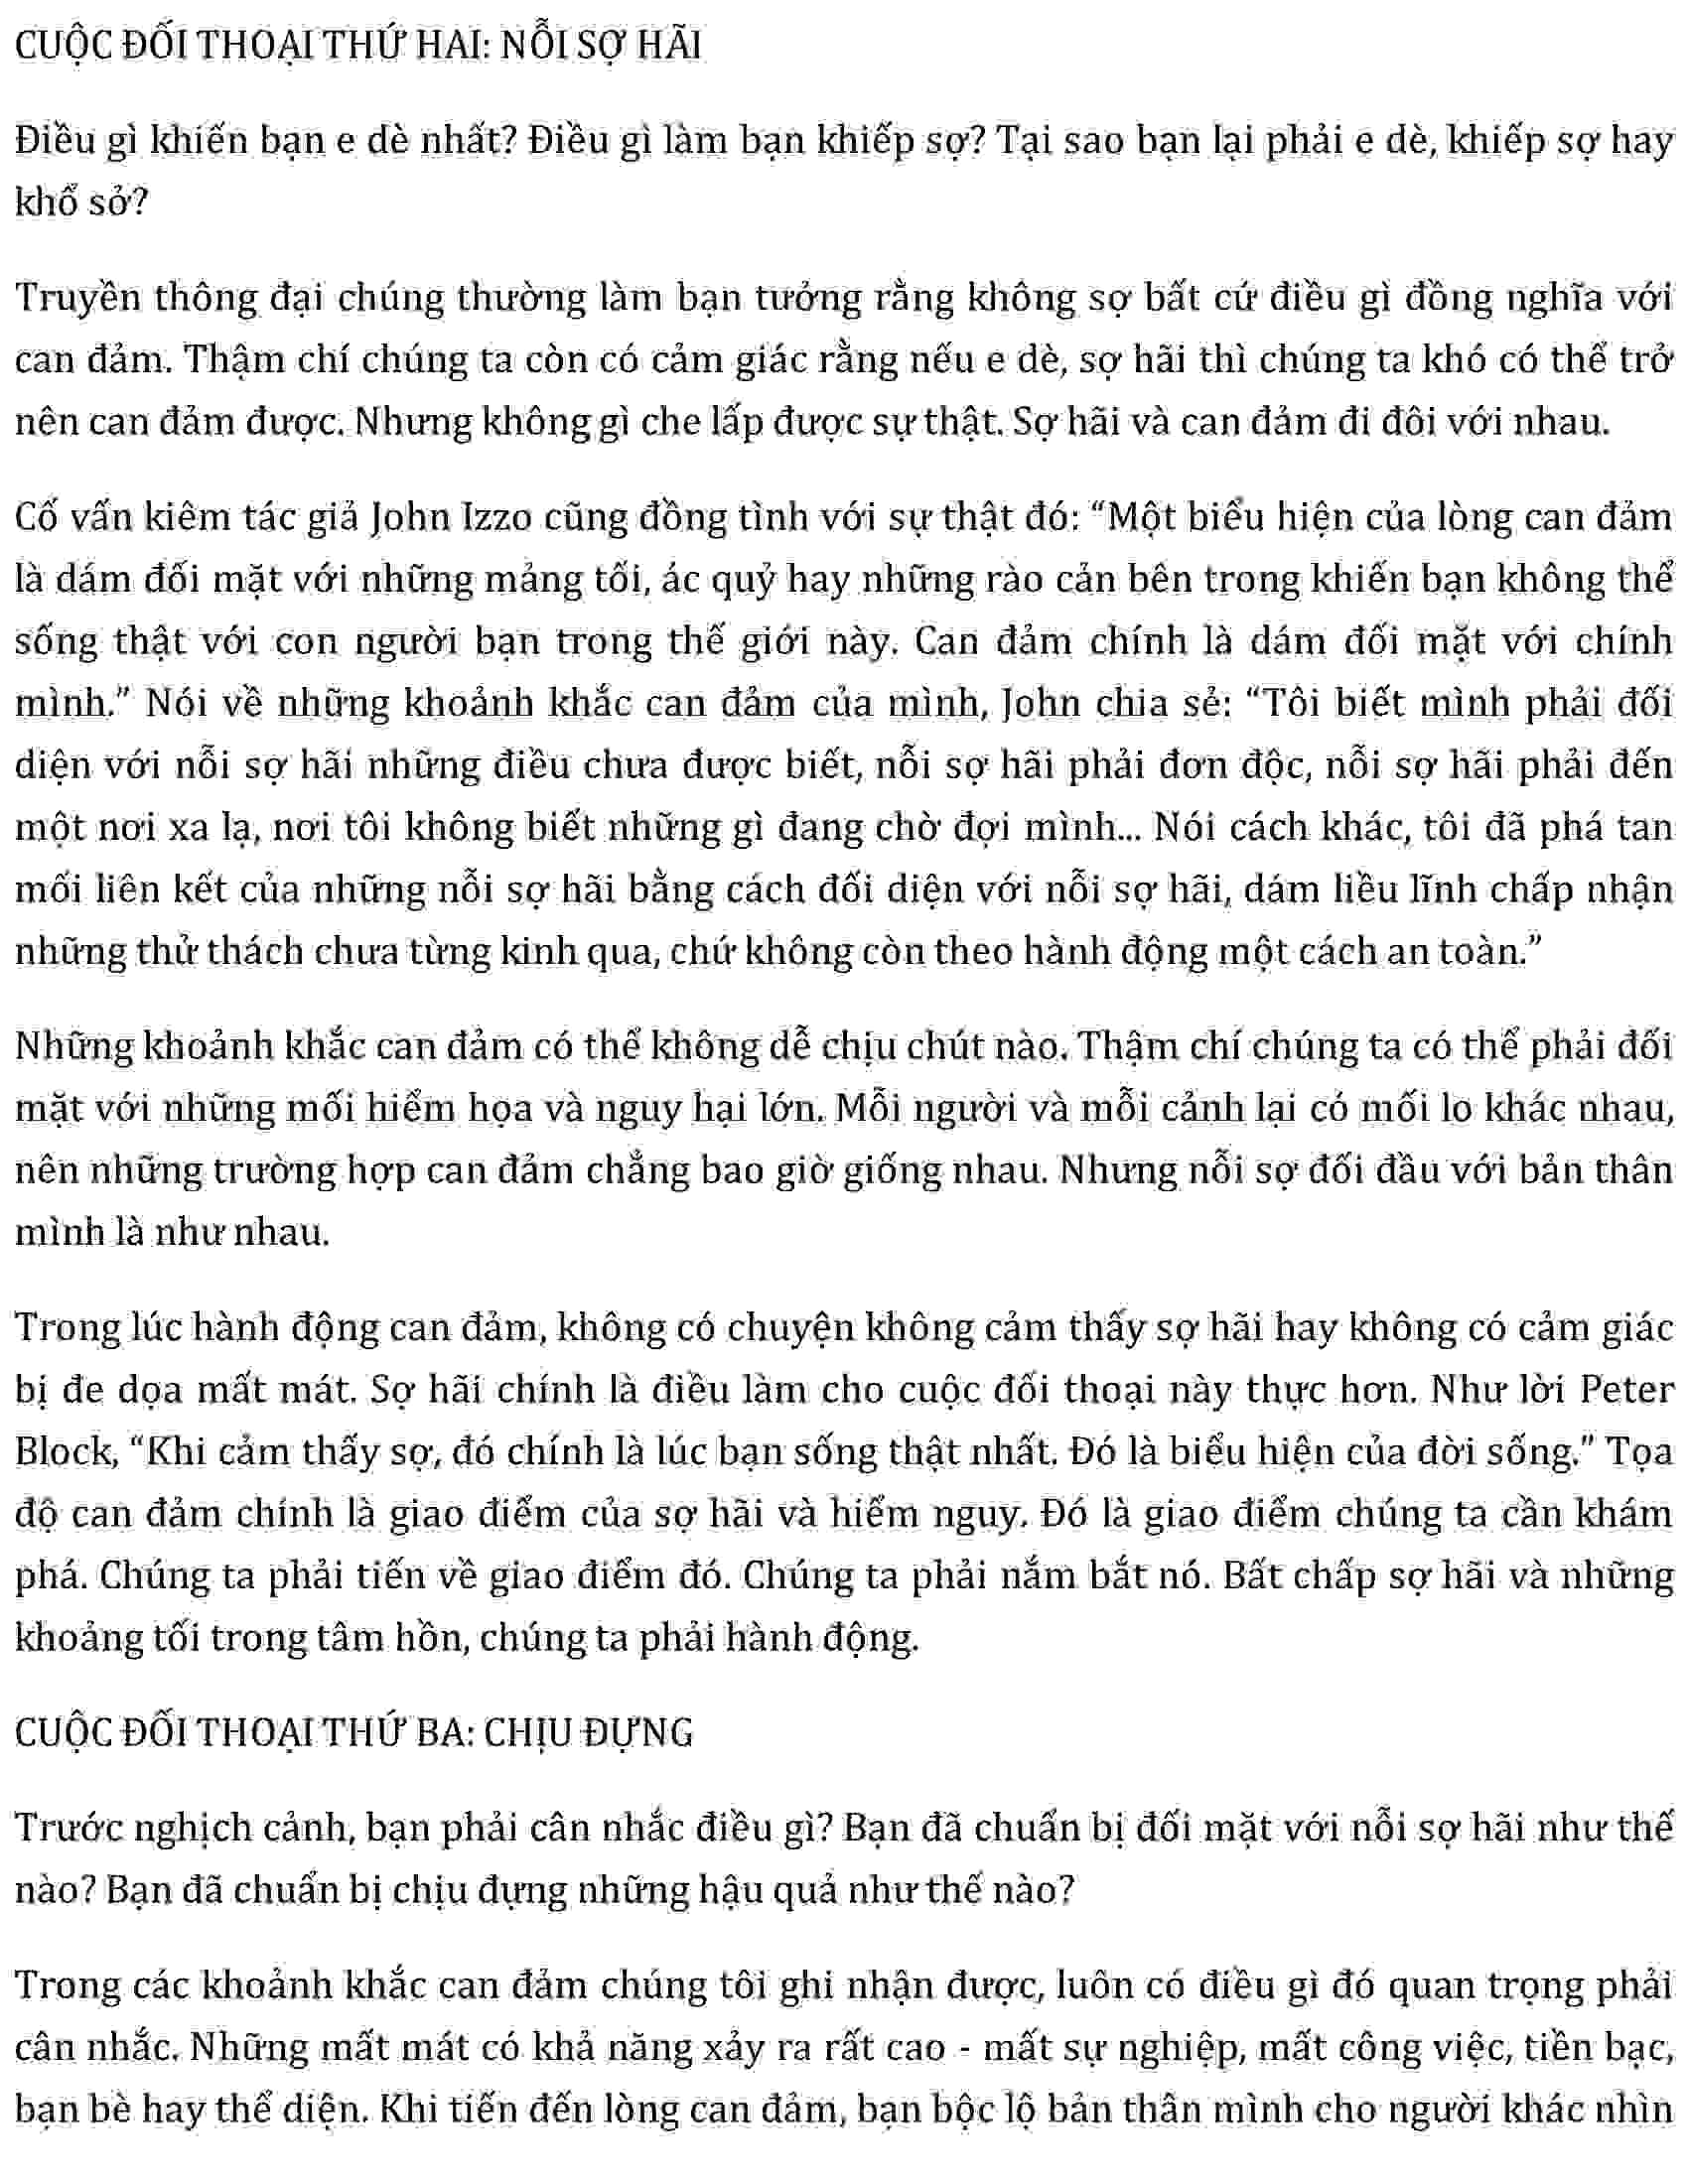 CUỘC ĐỐI THOẠI THỨ HAI: NỖI SỢ HÃI
Điều gì khiến bạn e dè nhất? Điều gì làm bạn khiếp sợ? Tại sao bạn lại phải e dè, khiếp sợ hay
khổ sở?
Truyền thông đại chúng thường làm bạn tưởng rằng không sợ bất cứ điều gì đồng nghĩa với
can đảm. Thậm chí chúng ta còn có cảm giác rằng nếu e dè, sợ hãi thì chúng ta khó có thể trở
nên can đảm được. Nhưng không gì che lấp được sự thật. Sợ hãi và can đảm đi đôi với nhau.
Cố vấn kiêm tác giả John Izzo cũng đồng tình với sự thật đó: “Một biểu hiện của lòng can đảm
là dám đối mặt với những mảng tối, ác quỷ hay những rào cản bên trong khiến bạn không thể
sống thật với con người bạn trong thế giới này. Can đảm chính là dám đối mặt với chính
mình.” Nói về những khoảnh khắc can đảm của mình, John chia sẻ: “Tôi biết mình phải đối
diện với nỗi sợ hãi những điều chưa được biết, nỗi sợ hãi phải đơn độc, nỗi sợ hãi phải đến
một nơi xa lạ, nơi tôi không biết những gì đang chờ đợi mình... Nói cách khác, tôi đã phá tan
mối liên kết của những nỗi sợ hãi bằng cách đối diện với nỗi sợ hãi, dám liều lĩnh chấp nhận
những thử thách chưa từng kinh qua, chứ không còn theo hành động một cách an toàn.”
Những khoảnh khắc can đảm có thể không dễ chịu chút nào. Thậm chí chúng ta có thể phải đối
mặt với những mối hiểm họa và nguy hại lớn. Mỗi người và mỗi cảnh lại có mối lo khác nhau,
nên những trường hợp can đảm chẳng bao giờ giống nhau. Nhưng nỗi sợ đối đầu với bản thân
mình là như nhau.
Trong lúc hành động can đảm, không có chuyện không cảm thấy sợ hãi hay không có cảm giác
bị đe dọa mất mát. Sợ hãi chính là điều làm cho cuộc đối thoại này thực hơn. Như lời Peter
Block, “Khi cảm thấy sợ, đó chính là lúc bạn sống thật nhất. Đó là biểu hiện của đời sống.” Tọa
độ can đảm chính là giao điểm của sợ hãi và hiểm nguy. Đó là giao điểm chúng ta cần khám
phá. Chúng ta phải tiến về giao điểm đó. Chúng ta phải nắm bắt nó. Bất chấp sợ hãi và những
khoảng tối trong tâm hồn, chúng ta phải hành động.
CUỘC ĐỐI THOẠI THỨ BA: CHỊU ĐỰNG
Trước nghịch cảnh, bạn phải cân nhắc điều gì? Bạn đã chuẩn bị đối mặt với nỗi sợ hãi như thế
nào? Bạn đã chuẩn bị chịu đựng những hậu quả như thế nào?
Trong các khoảnh khắc can đảm chúng tôi ghi nhận được, luôn có điều gì đó quan trọng phải
cân nhắc. Những mất mát có khả năng xảy ra rất cao - mất sự nghiệp, mất công việc, tiền bạc,
bạn bè hay thể diện. Khi tiến đến lòng can đảm, bạn bộc lộ bản thân mình cho người khác nhìn